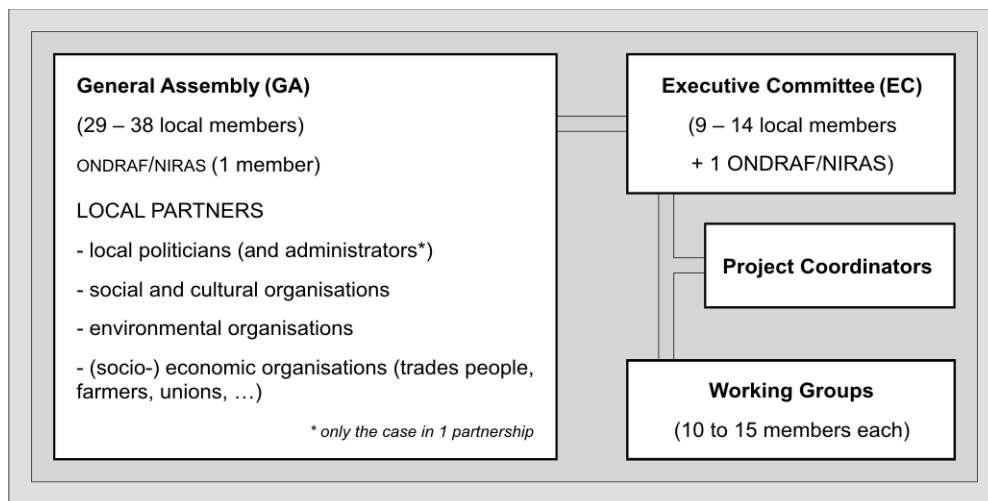 General Assembly (GA)
(29 – 38 local members)
ONDRAF/NIRAS (1 member)
LOCAL PARTNERS
- local politicians (and administrators*)
- social and cultural organisations
- environmental organisations
- (socio-) economic organisations (trades people,
farmers, unions, …)
* only the case in 1 partnership
Executive Committee (EC)
(9 – 14 local members
+ 1 ONDRAF/NIRAS)
Project Coordinators
Working Groups
(10 to 15 members each)